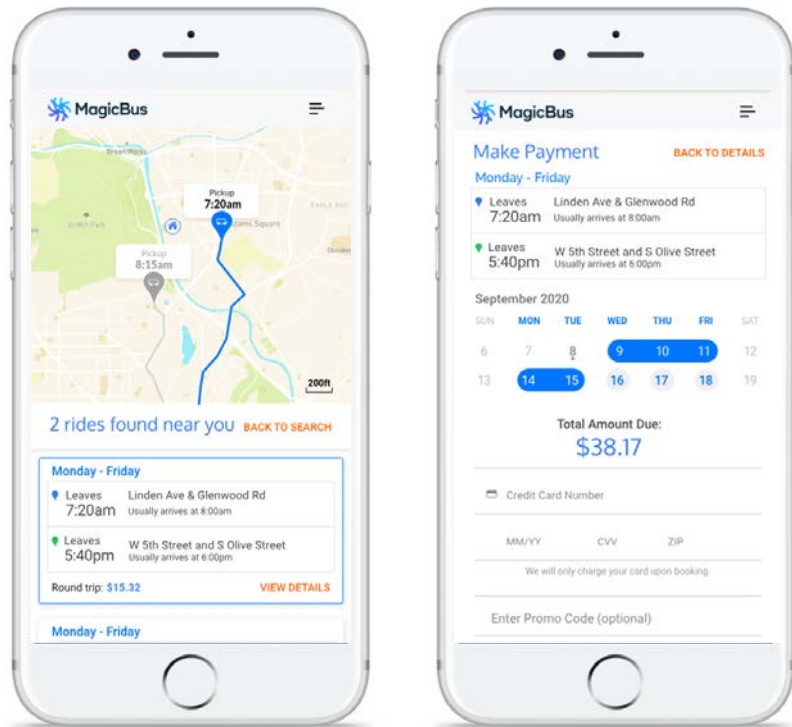 MagicBus
Pickup
7:20am
Adams Square
EAGLE ROCK
Griffith Park
Pickup
8:15am
200ft
2 rides found near you BACK TO SEARCH
Monday - Friday
Leaves Linden Ave & Glenwood Rd
7:20am Usually arrives at 8:00am
Leaves W 5th Street and S Olive Street
5:40pm Usually arrives at 6:00pm
Round trip: $15.32 VIEW DETAILS
Monday - Friday
MagicBus
Make Payment BACK TO DETAILS
Monday - Friday
Leaves Linden Ave & Glenwood Rd
7:20am Usually arrives at 8:00am
Leaves W 5th Street and S Olive Street
5:40pm Usually arrives at 6:00pm
September 2020
SUN MON TUE WED THU FRI SAT
6 7 8 9 10 11 12
13 14 15 16 17 18 19
Total Amount Due:
$38.17
Credit Card Number
MM/YY CVV ZIP
We will only charge your card upon booking.
Enter Promo Code (optional)